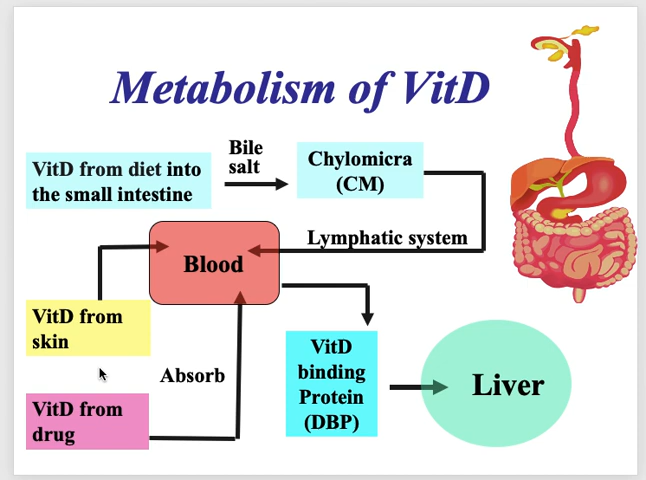 Metabolism of VitD
VitD from diet into
the small intestine
Bile
salt
Chylomicra
(CM)
Lymphatic system
Blood
VitD from
skin
Absorb
VitD from
drug
VitD
binding
Protein
(DBP)
Liver